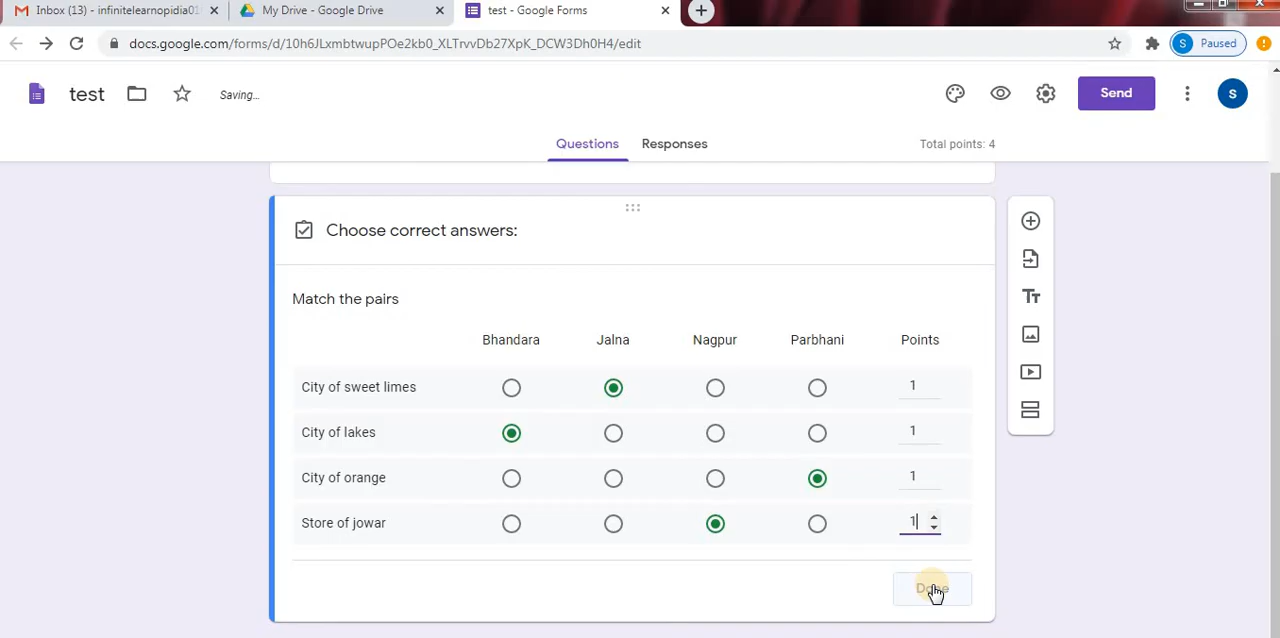 Inbox (13) - infinitelearnopidia01 My Drive - Google Drive test - Google Forms
docs.google.com/forms/d/10h6JLxmbtwupPOe2kb0_XLTrvvDb27XpK_DCW3Dh0H4/edit S Paused
test Saving... Send S
Questions Responses Total points: 4
Choose correct answers:
Match the pairs
Bhandara Jalna Nagpur Parbhani Points
City of sweet limes 1
City of lakes 1
City of orange 1
Store of jowar 1
Done